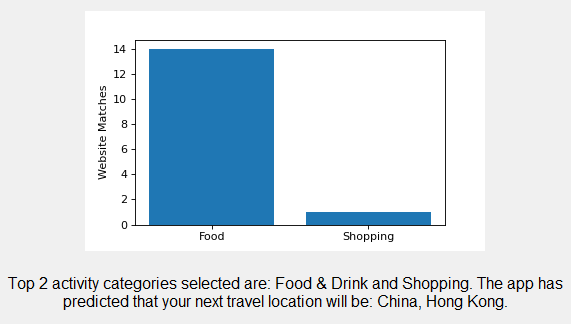 14
12
10
8
6
4
2
0
Website Matches
Food Shopping
Top 2 activity categories selected are: Food & Drink and Shopping. The app has
predicted that your next travel location will be: China, Hong Kong.